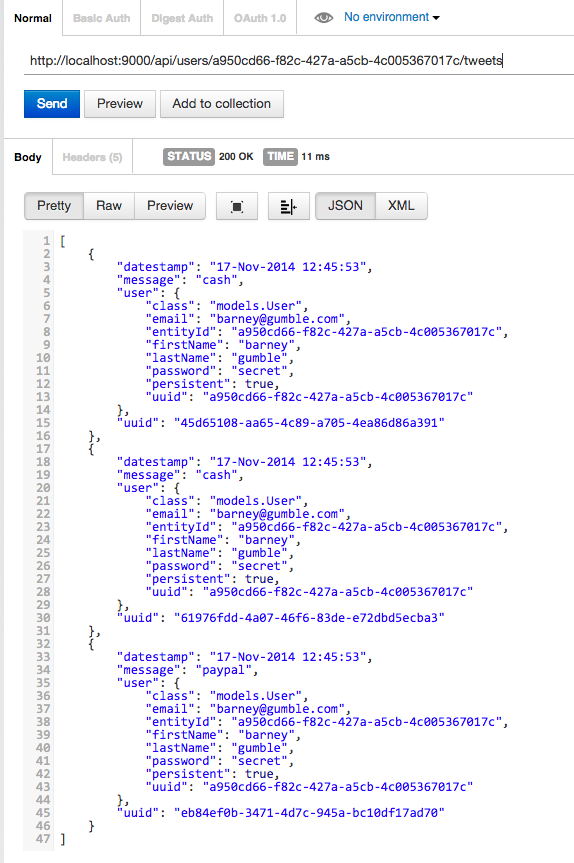 Normal Basic Auth Digest Auth OAuth 1.0 No environment
http://localhost:9000/api/users/a950cd66-f82c-427a-a5cb-4c005367017c/tweets
Send Preview Add to collection
Body Headers (5) STATUS 200 OK TIME 11 ms
Pretty Raw Preview JSON XML
1 [
2 {
3 "datestamp": "17-Nov-2014 12:45:53",
4 "message": "cash",
5 "user": {
6 "class": "models.User",
7 "email": "barney@gumble.com",
8 "entityId": "a950cd66-f82c-427a-a5cb-4c005367017c",
9 "firstName": "barney",
10 "lastName": "gumble",
11 "password": "secret",
12 "persistent": true,
13 "uuid": "a950cd66-f82c-427a-a5cb-4c005367017c"
14 },
15 "uuid": "45d65108-aa65-4c89-a705-4ea86d86a391"
16 },
17 {
18 "datestamp": "17-Nov-2014 12:45:53",
19 "message": "cash",
20 "user": {
21 "class": "models.User",
22 "email": "barney@gumble.com",
23 "entityId": "a950cd66-f82c-427a-a5cb-4c005367017c",
24 "firstName": "barney",
25 "lastName": "gumble",
26 "password": "secret",
27 "persistent": true,
28 "uuid": "a950cd66-f82c-427a-a5cb-4c005367017c"
29 },
30 "uuid": "61976fdd-4a07-46f6-83de-e72dbd5ecba3"
31 },
32 {
33 "datestamp": "17-Nov-2014 12:45:53",
34 "message": "paypal",
35 "user": {
36 "class": "models.User",
37 "email": "barney@gumble.com",
38 "entityId": "a950cd66-f82c-427a-a5cb-4c005367017c",
39 "firstName": "barney",
40 "lastName": "gumble",
41 "password": "secret",
42 "persistent": true,
43 "uuid": "a950cd66-f82c-427a-a5cb-4c005367017c"
44 },
45 "uuid": "eb84ef0b-3471-4d7c-945a-bc10df17ad70"
46 }
47 ]